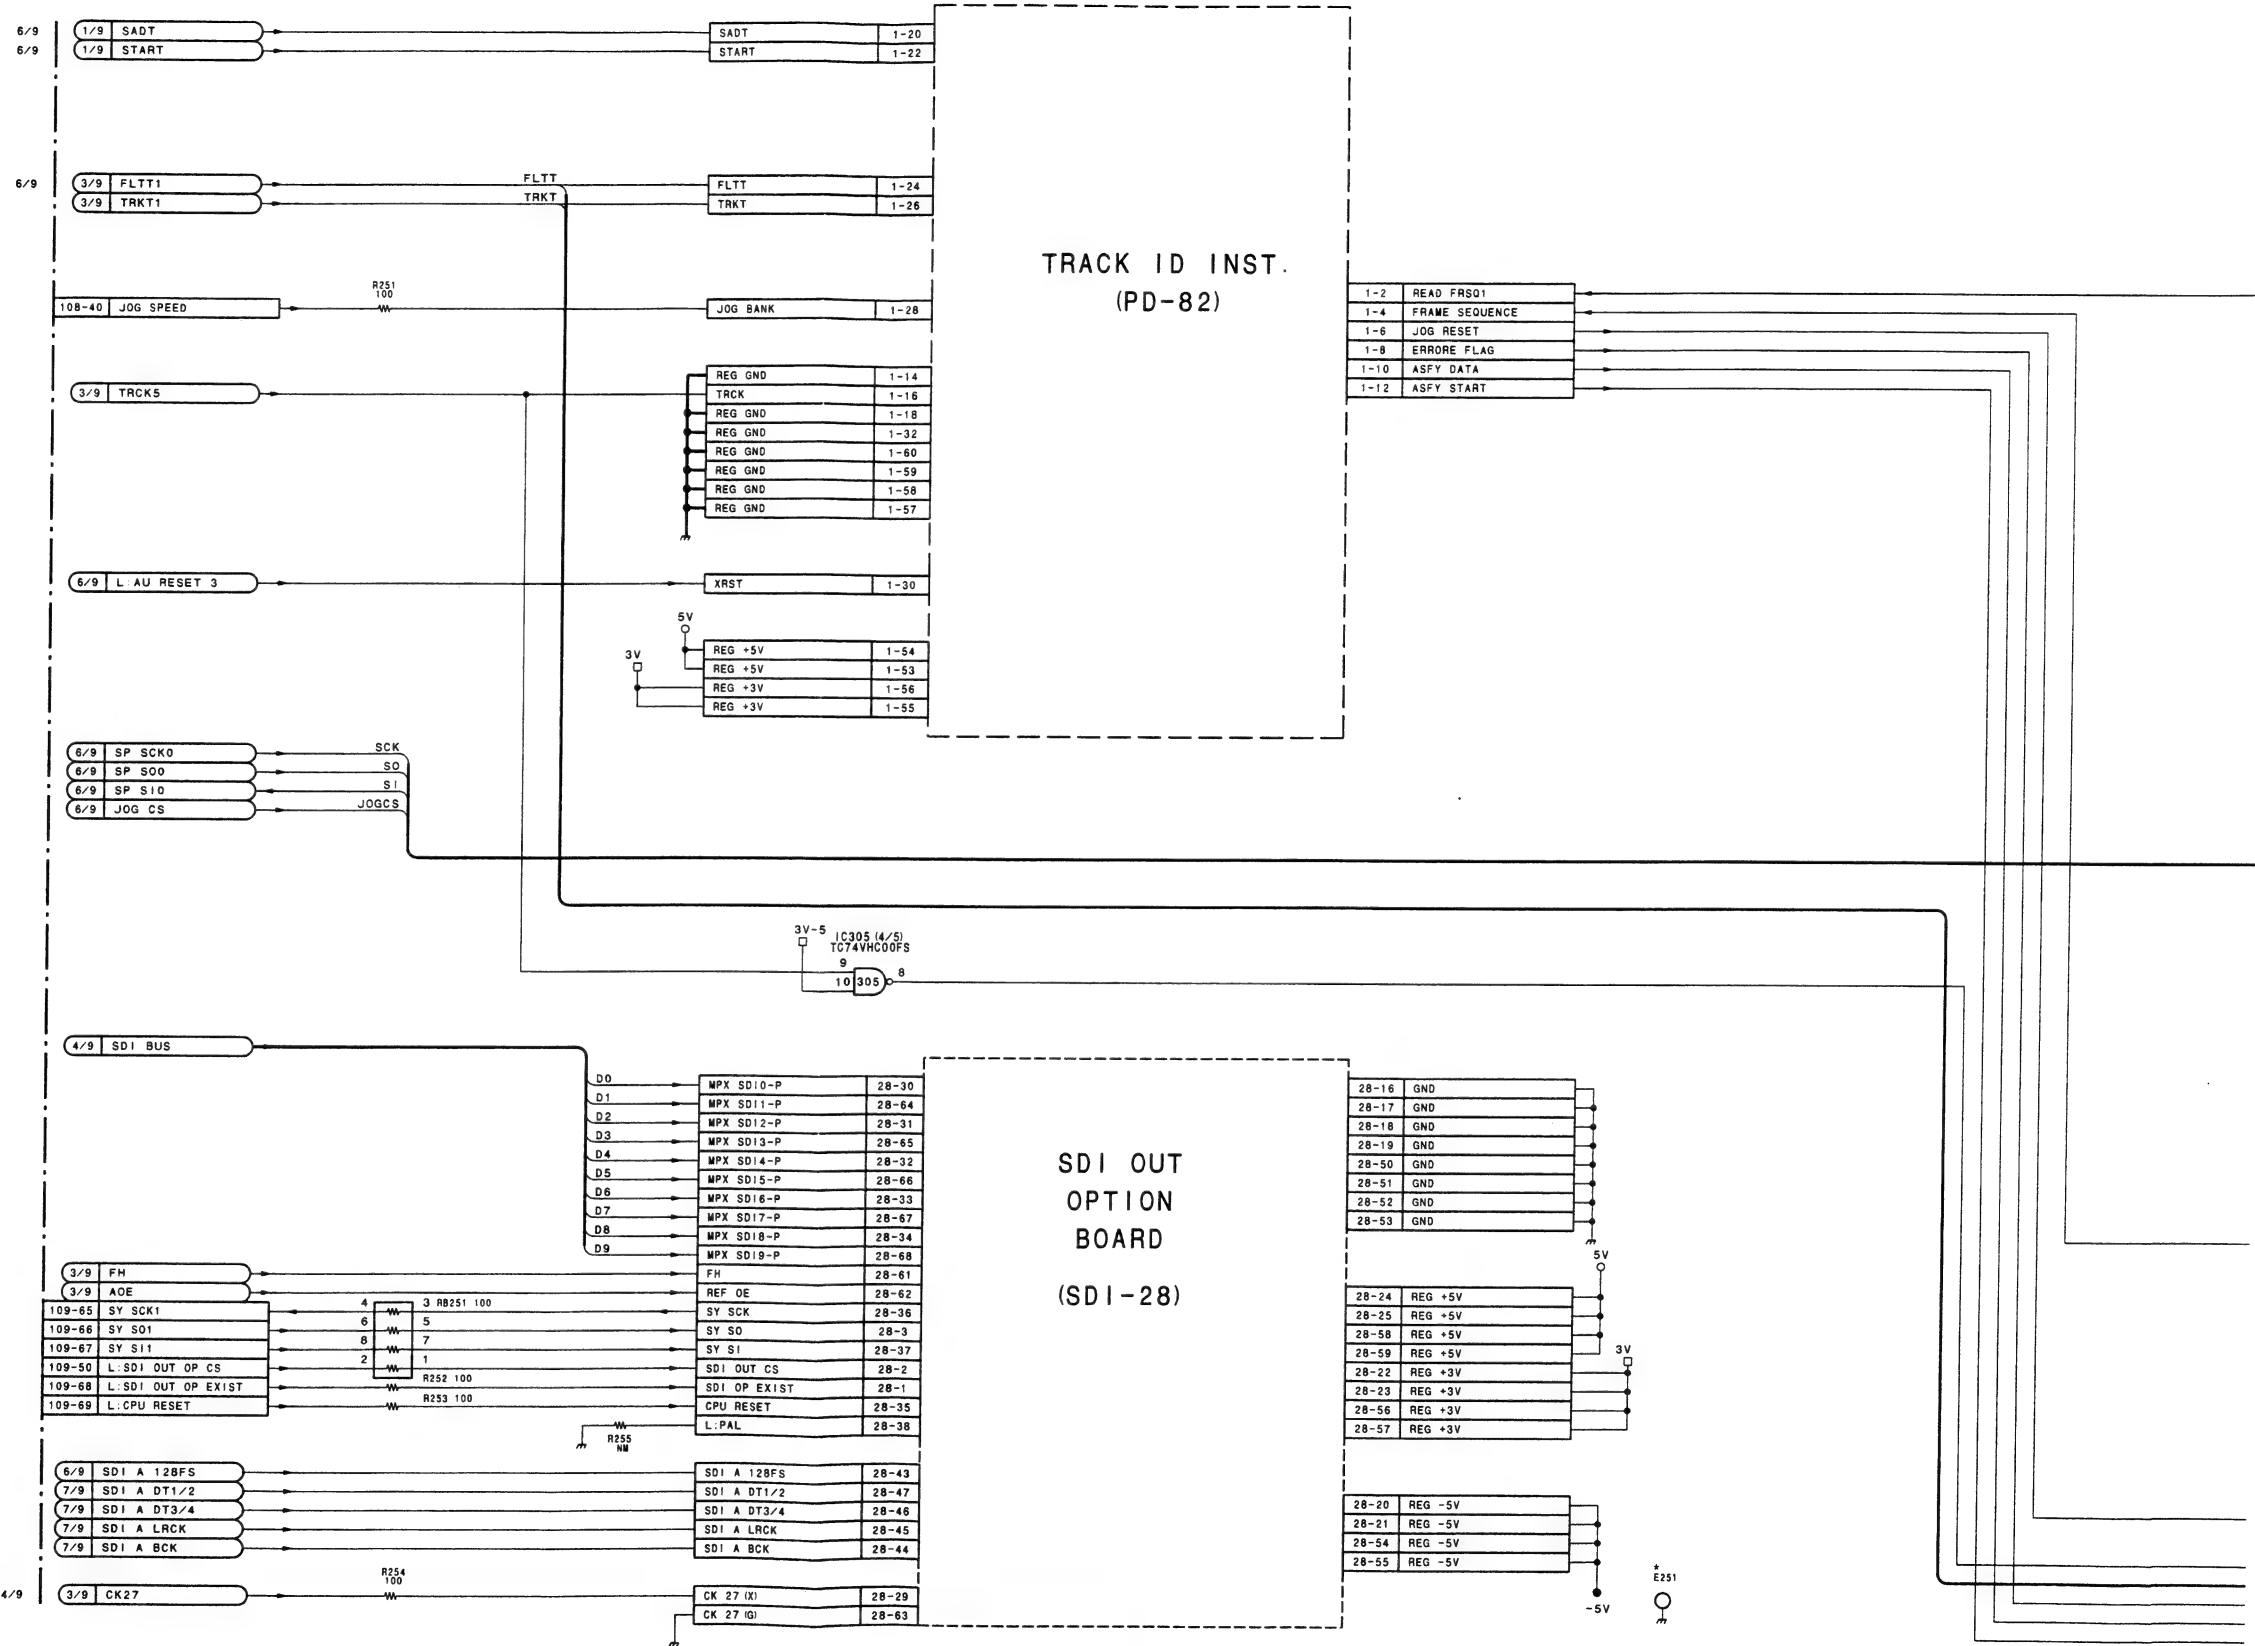 6/9 1/9 SADT SADT 1-20
6/9 1/9 START START 1-22
6/9 3/9 FLTT1 FLTT FLTT 1-24
3/9 TRKT1 TRKT TRKT 1-26
TRACK ID INST.
(PD-82)
R251
100
108-40 JOG SPEED JOG BANK 1-28
1-2 READ FRSQ1
1-4 FRAME SEQUENCE
1-6 JOG RESET
1-8 ERRORE FLAG
1-10 ASFY DATA
1-12 ASFY START
REG GND 1-14
3/9 TRCK5 TRCK 1-16
REG GND 1-18
REG GND 1-32
REG GND 1-60
REG GND 1-59
REG GND 1-58
REG GND 1-57
6/9 L:AU RESET 3 XRST 1-30
5V
3V
REG +5V 1-54
REG +5V 1-53
REG +3V 1-56
REG +3V 1-55
6/9 SP SCK0 SCK
6/9 SP SO0 SO
6/9 SP SI0 SI
6/9 JOG CS JOGCS
3V-5 IC305 (4/5)
TC74VHC00FS
9
10 305 8
4/9 SDI BUS
D0 MPX SDI0-P 28-30
D1 MPX SDI1-P 28-64
D2 MPX SDI2-P 28-31
D3 MPX SDI3-P 28-65
D4 MPX SDI4-P 28-32
D5 MPX SDI5-P 28-66
D6 MPX SDI6-P 28-33
D7 MPX SDI7-P 28-67
D8 MPX SDI8-P 28-34
D9 MPX SDI9-P 28-68
3/9 FH FH 28-61
3/9 AOE REF OE 28-62
109-65 SY SCK1 4 3 RB251 100 SY SCK 28-36
109-66 SY SO1 6 5 SY SO 28-3
109-67 SY SI1 8 7 SY SI 28-37
109-50 L:SDI OUT OP CS 2 1 SDI OUT CS 28-2
109-68 L:SDI OUT OP EXIST R252 100 SDI OP EXIST 28-1
109-69 L:CPU RESET R253 100 CPU RESET 28-35
L:PAL 28-38
R255
NM
SDI OUT
OPTION
BOARD
(SDI-28)
28-16 GND
28-17 GND
28-18 GND
28-19 GND
28-50 GND
28-51 GND
28-52 GND
28-53 GND
5V
28-24 REG +5V
28-25 REG +5V
28-58 REG +5V
28-59 REG +5V
3V
28-22 REG +3V
28-23 REG +3V
28-56 REG +3V
28-57 REG +3V
6/9 SDI A 128FS SDI A 128FS 28-43
7/9 SDI A DT1/2 SDI A DT1/2 28-47
7/9 SDI A DT3/4 SDI A DT3/4 28-46
7/9 SDI A LRCK SDI A LRCK 28-45
7/9 SDI A BCK SDI A BCK 28-44
28-20 REG -5V
28-21 REG -5V
28-54 REG -5V
28-55 REG -5V
-5V
*
E251
R254
100
4/9 3/9 CK27 CK 27 (X) 28-29
CK 27 (G) 28-63